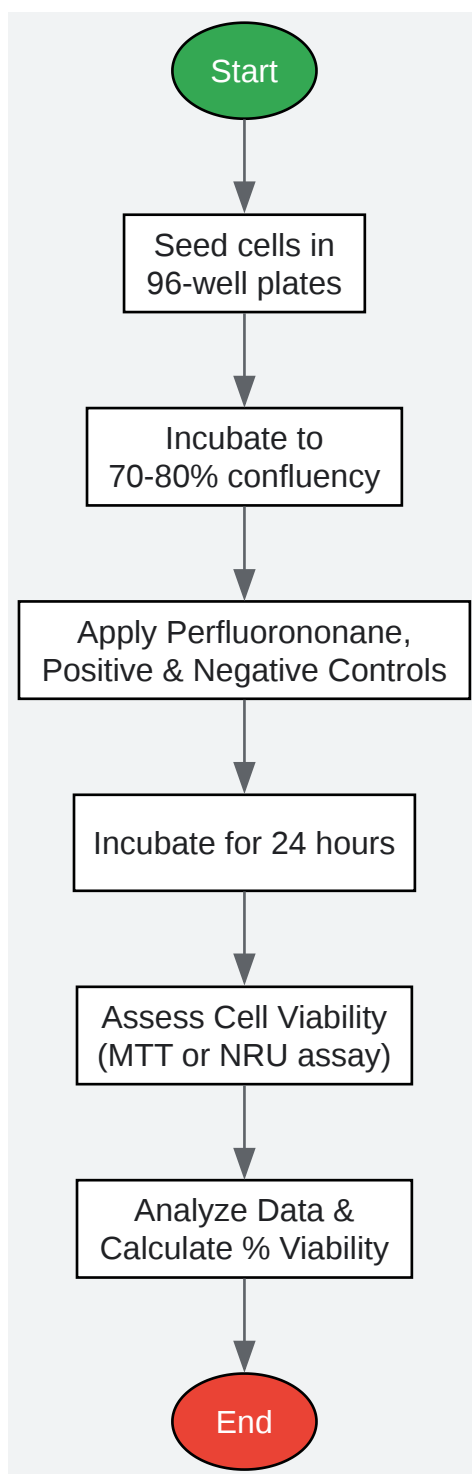 Start
Seed cells in
96-well plates
Incubate to
70-80% confluency
Apply Perfluorononane,
Positive & Negative Controls
Incubate for 24 hours
Assess Cell Viability
(MTT or NRU assay)
Analyze Data &
Calculate % Viability
End